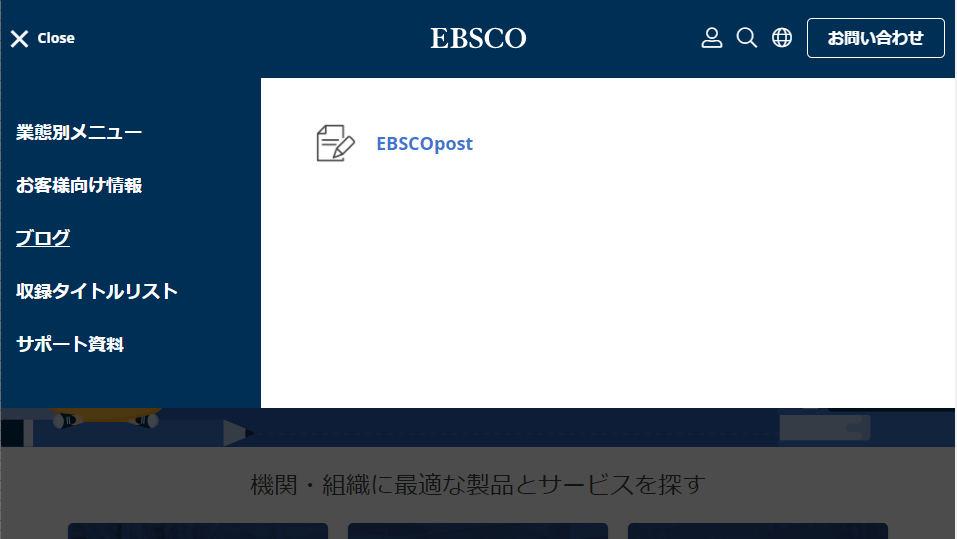 Close
EBSCO
お問い合わせ
業態別メニュー
お客様向け情報
ブログ
収録タイトルリスト
サポート資料
EBSCOpost
機関・組織に最適な製品とサービスを探す